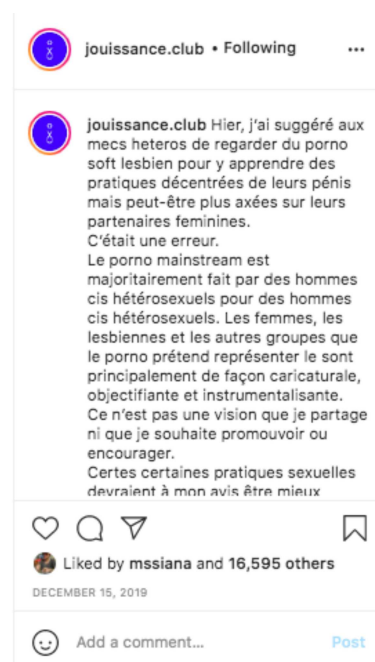 jouissance.club • Following
jouissance.club Hier, j'ai suggéré aux
mecs heteros de regarder du porno
soft lesbien pour y apprendre des
pratiques décentrées de leurs pénis
mais peut-être plus axées sur leurs
partenaires feminines.
C'était une erreur.
Le porno mainstream est
majoritairement fait par des hommes
cis hétérosexuels pour des hommes
cis hétérosexuels. Les femmes, les
lesbiennes et les autres groupes que
le porno prétend représenter le sont
principalement de façon caricaturale,
objectifiante et instrumentalisante.
Ce n'est pas une vision que je partage
ni que je souhaite promouvoir ou
encourager.
Certes certaines pratiques sexuelles
devraient à mon avis être mieux
Liked by mssiana and 16,595 others
DECEMBER 15, 2019
Add a comment...
Post